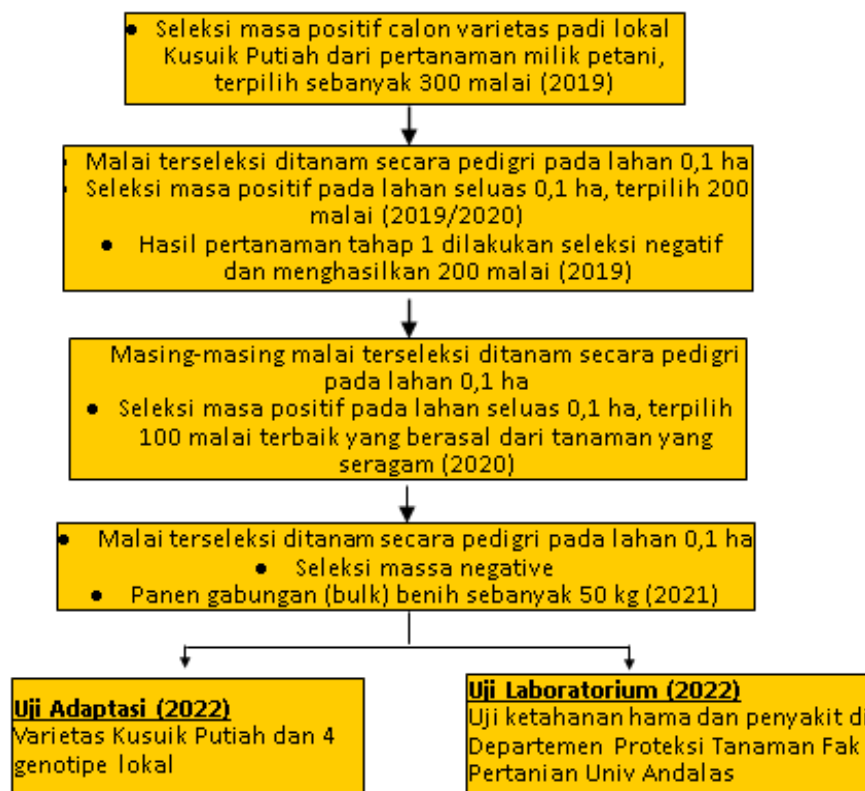 ● Seleksi masa positif calon varietas padi lokal
Kusuik Putiah dari pertanaman milik petani,
terpilih sebanyak 300 malai (2019)
Malai terseleksi ditanam secara pedigri pada lahan 0,1 ha
Seleksi masa positif pada lahan seluas 0,1 ha, terpilih 200
malai (2019/2020)
● Hasil pertanaman tahap 1 dilakukan seleksi negatif
dan menghasilkan 200 malai (2019)
Masing-masing malai terseleksi ditanam secara pedigri
pada lahan 0,1 ha
● Seleksi masa positif pada lahan seluas 0,1 ha, terpilih
100 malai terbaik yang berasal dari tanaman yang
seragam (2020)
● Malai terseleksi ditanam secara pedigri pada lahan 0,1 ha
● Seleksi massa negative
● Panen gabungan (bulk) benih sebanyak 50 kg (2021)
Uji Adaptasi (2022)
Varietas Kusuik Putiah dan 4
genotipe lokal
Uji Laboratorium (2022)
Uji ketahanan hama dan penyakit di
Departemen Proteksi Tanaman Fak
Pertanian Univ Andalas